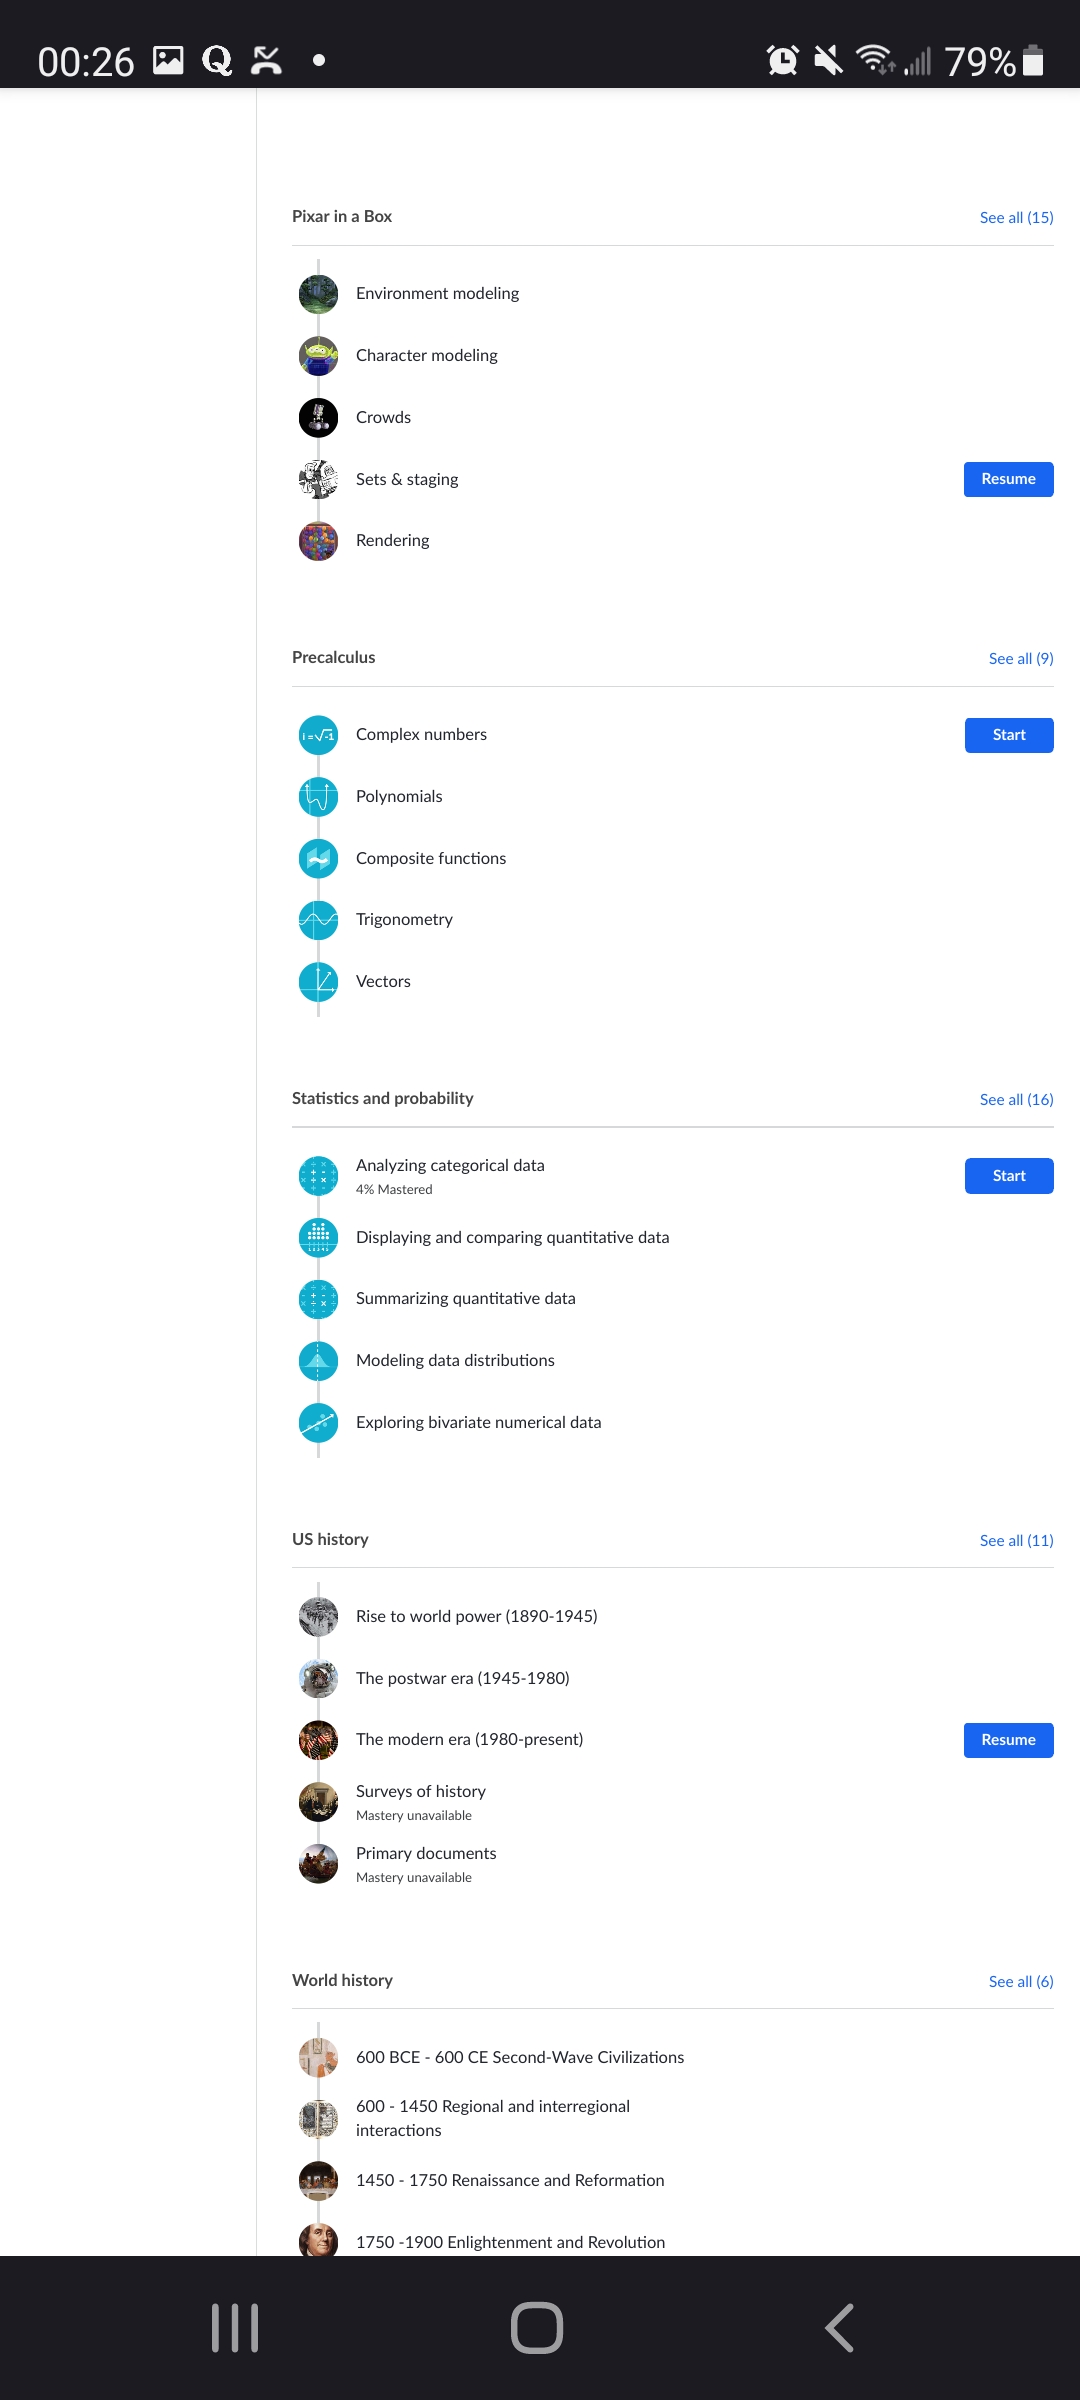 00:26
79%
Pixar in a Box
See all (15)
Environment modeling
Character modeling
Crowds
Sets & staging
Resume
Rendering
Precalculus
See all (9)
i = √-1
Complex numbers
Start
Polynomials
Composite functions
Trigonometry
Vectors
Statistics and probability
See all (16)
Analyzing categorical data
4% Mastered
Start
Displaying and comparing quantitative data
Summarizing quantitative data
Modeling data distributions
Exploring bivariate numerical data
US history
See all (11)
Rise to world power (1890-1945)
The postwar era (1945-1980)
The modern era (1980-present)
Resume
Surveys of history
Mastery unavailable
Primary documents
Mastery unavailable
World history
See all (6)
600 BCE - 600 CE Second-Wave Civilizations
600 - 1450 Regional and interregional
interactions
1450 - 1750 Renaissance and Reformation
1750 -1900 Enlightenment and Revolution